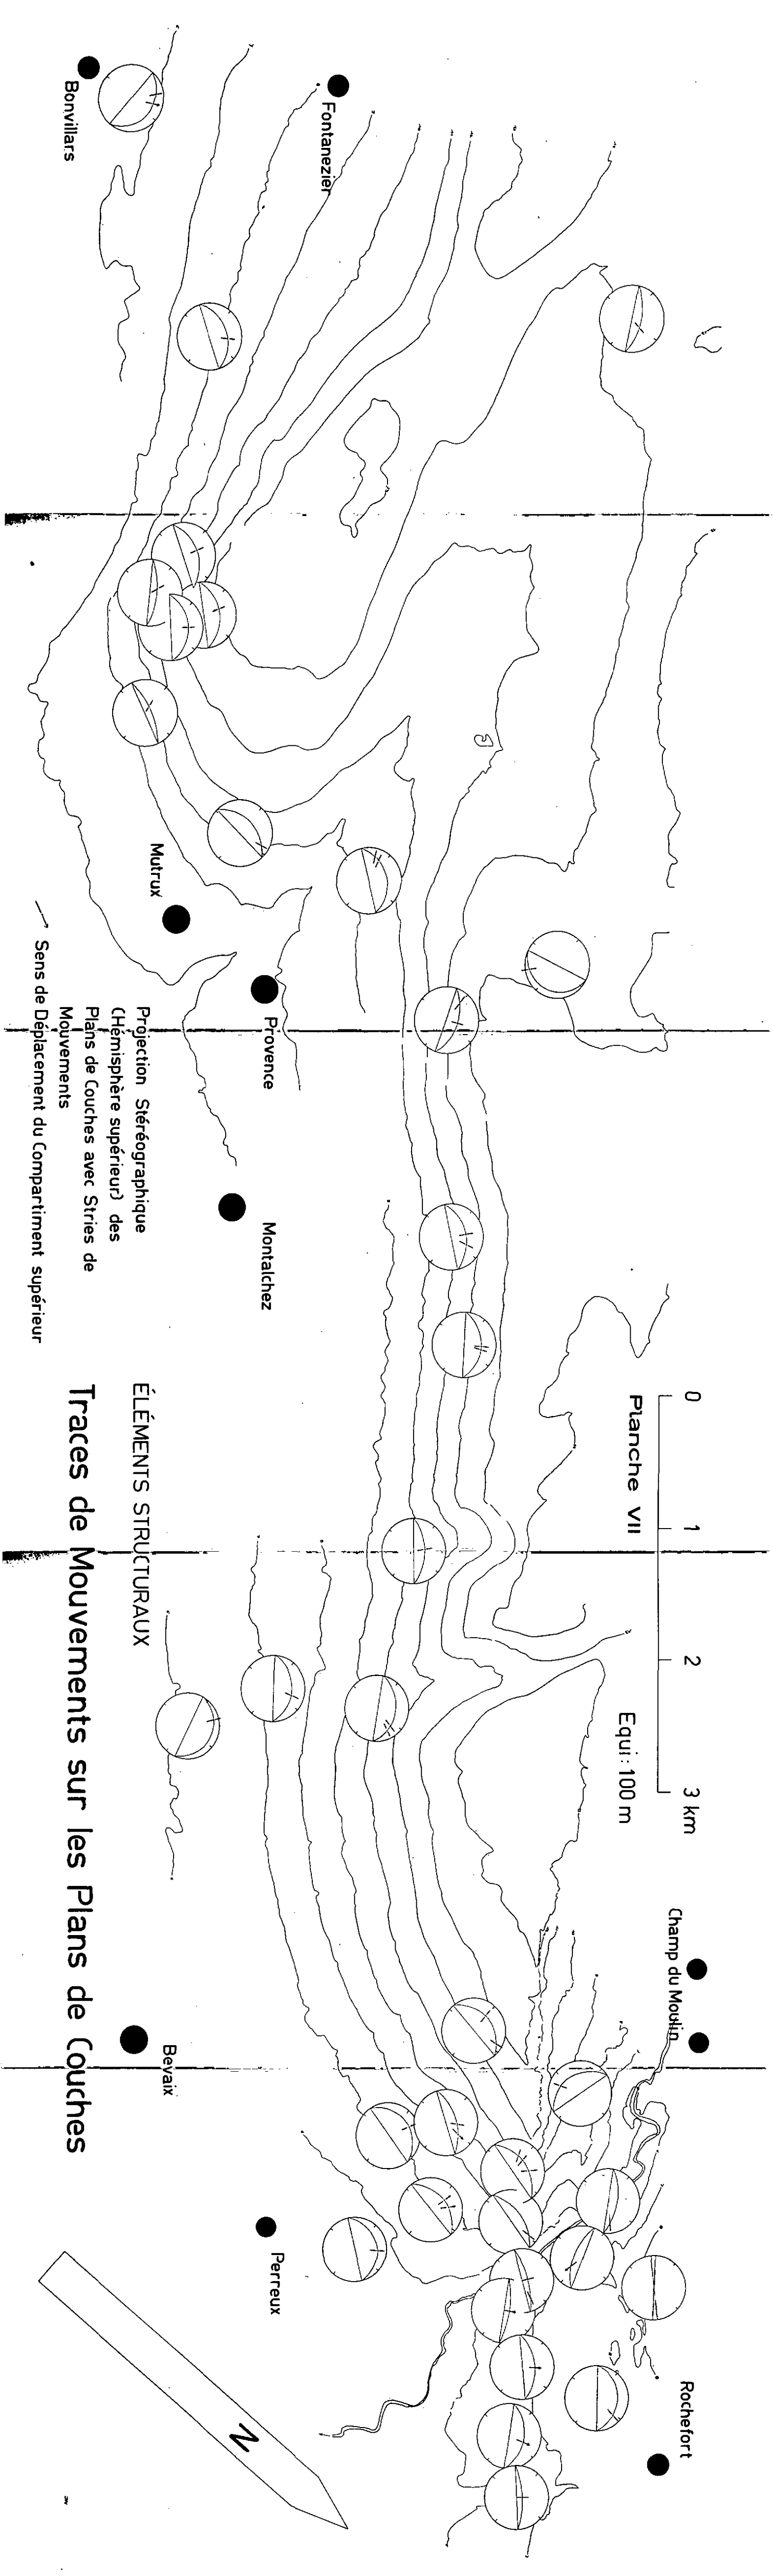 Planche VII
0 1 2 3 km
Equi: 100 m
Champ du Moulin
Rochefort
Fontanezier
Bonvillars
Provence
Mutrux
Montalchez
Bevaix
Perreux
N
ÉLÉMENTS STRUCTURAUX
Traces de Mouvements sur les Plans de Couches
Projection Stéréographique
(Hémisphère supérieur) des
Plans de Couches avec Stries de
Mouvements
Sens de Déplacement du Compartiment supérieur